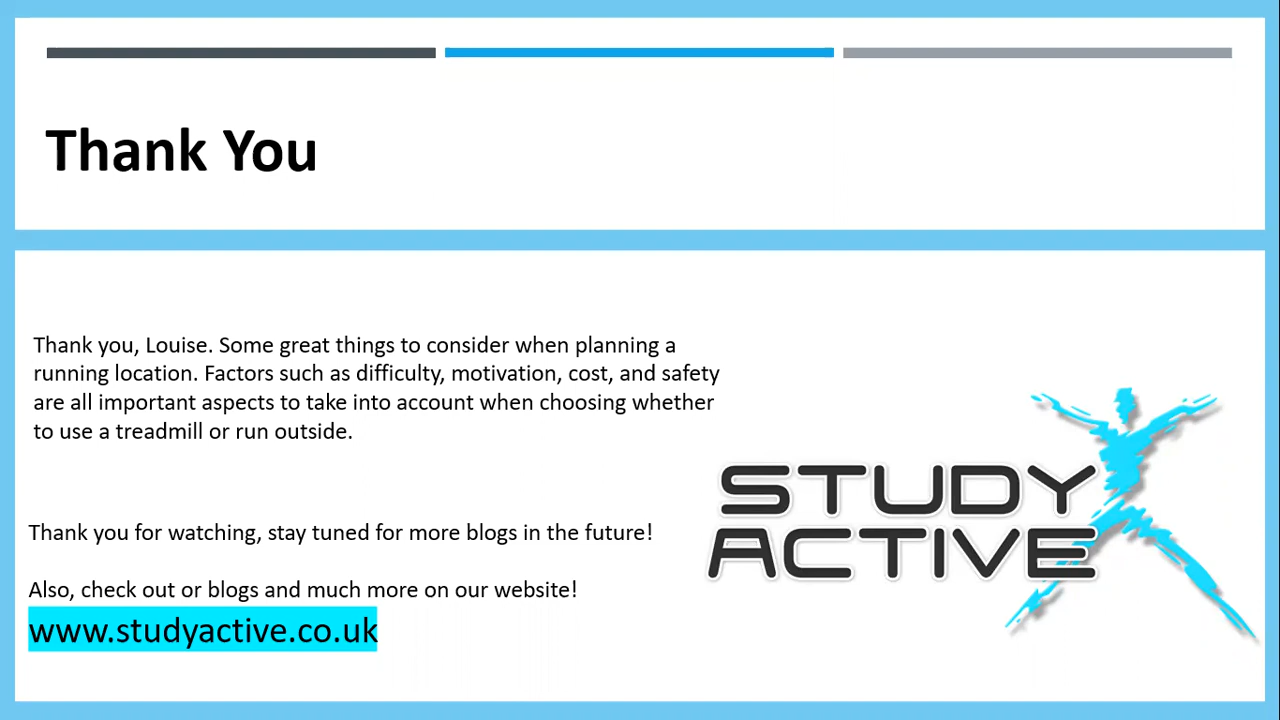 Thank You
Thank you, Louise. Some great things to consider when planning a
running location. Factors such as difficulty, motivation, cost, and safety
are all important aspects to take into account when choosing whether
to use a treadmill or run outside.
Thank you for watching, stay tuned for more blogs in the future!
Also, check out or blogs and much more on our website!
www.studyactive.co.uk
STUDY
ACTIVE